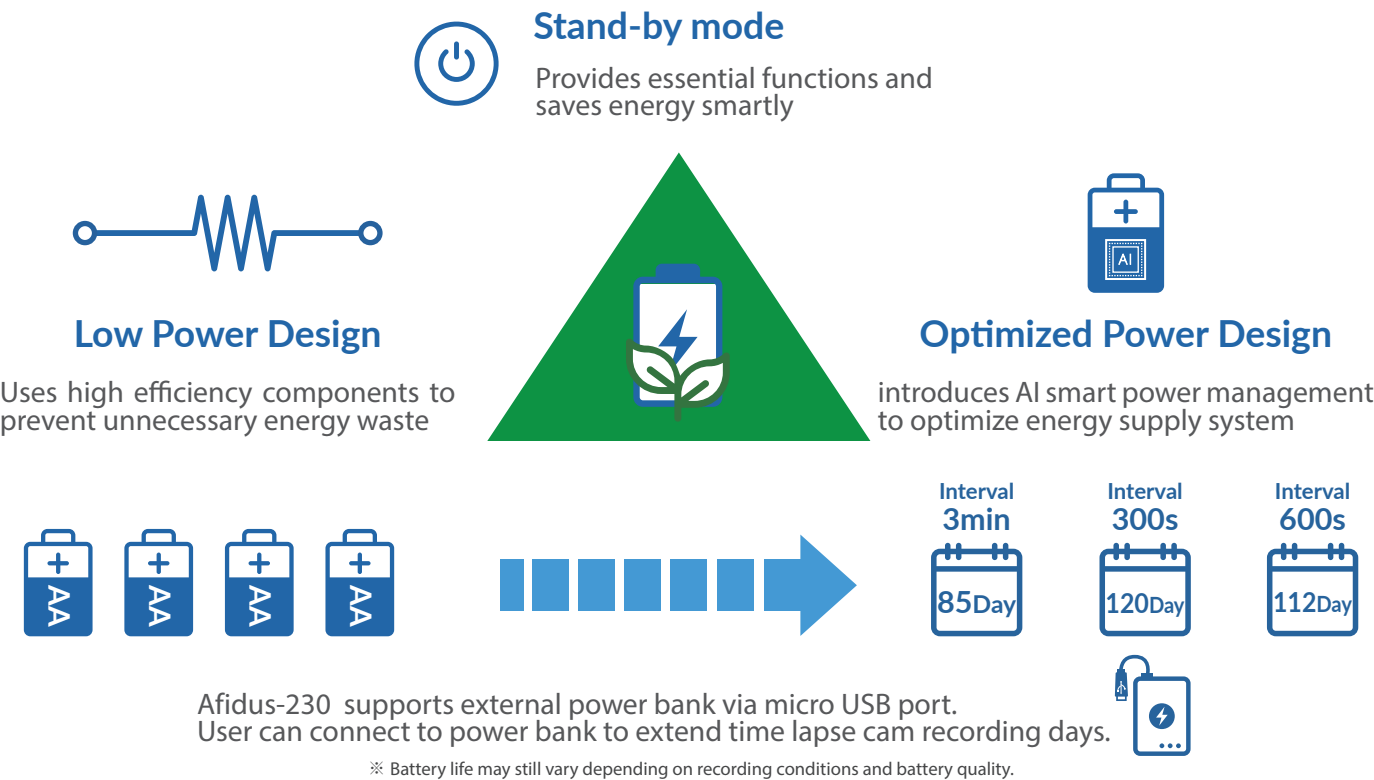 Stand-by mode
Provides essential functions and
saves energy smartly
Low Power Design
Uses high efficiency components to
prevent unnecessary energy waste
AI
Optimized Power Design
introduces AI smart power management
to optimize energy supply system
AA
AA
AA
AA
Interval
3min
85Day
Interval
300s
120Day
Interval
600s
112Day
Afidus-230 supports external power bank via micro USB port.
User can connect to power bank to extend time lapse cam recording days.
※ Battery life may still vary depending on recording conditions and battery quality.